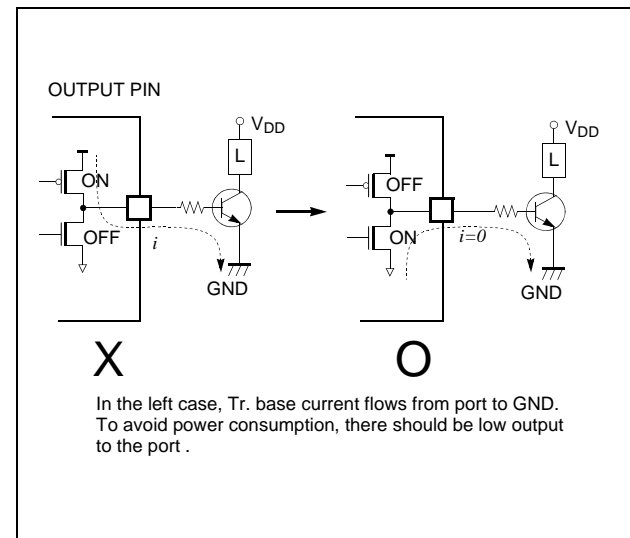 OUTPUT PIN
VDD
L
ON
OFF
i
GND
X
VDD
L
OFF
ON
i=0
GND
O
In the left case, Tr. base current flows from port to GND.
To avoid power consumption, there should be low output
to the port .